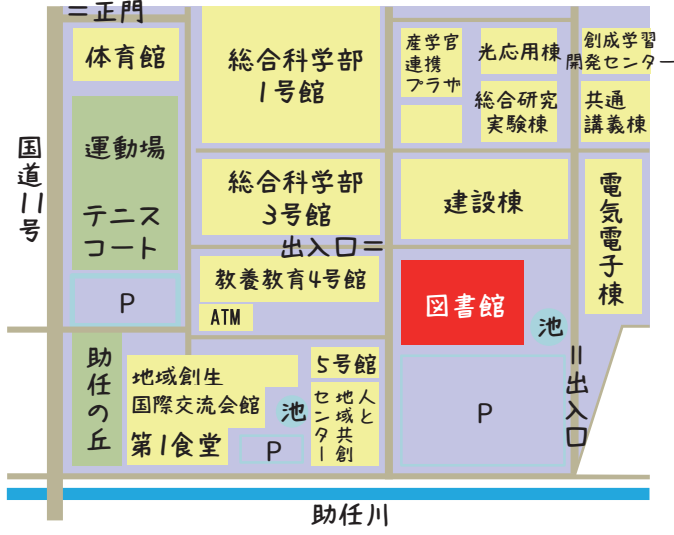 ＝正門
体育館
総合科学部
1号館
産学官
連携
プラザ
光応用棟
創成学習
開発センター
総合研究
実験棟
共通
講義棟
国道11号
運動場
テニス
コート
総合科学部
3号館
建設棟
電気電子棟
出入口＝
教養教育4号館
ATM
P
図書館
池
助任の丘
地域創生
国際交流会館
第1食堂
池
P
5号館
人と
地域共創
センター
P
＝出入口
助任川